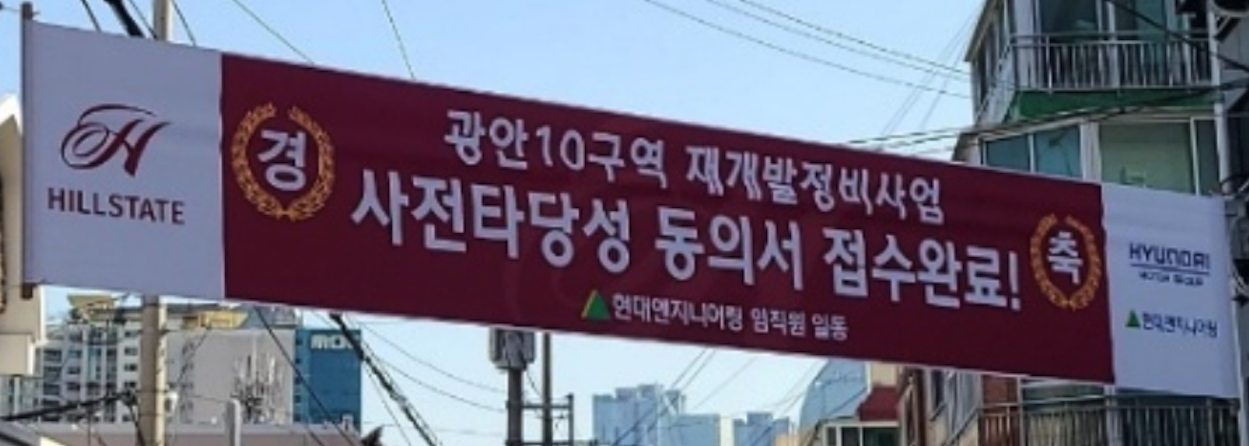 HILLSTATE
경
광안10구역 재개발정비사업
사전타당성 동의서 접수완료!
현대엔지니어링 임직원 일동
축
HYUNDAI
MOTOR GROUP
현대엔지니어링